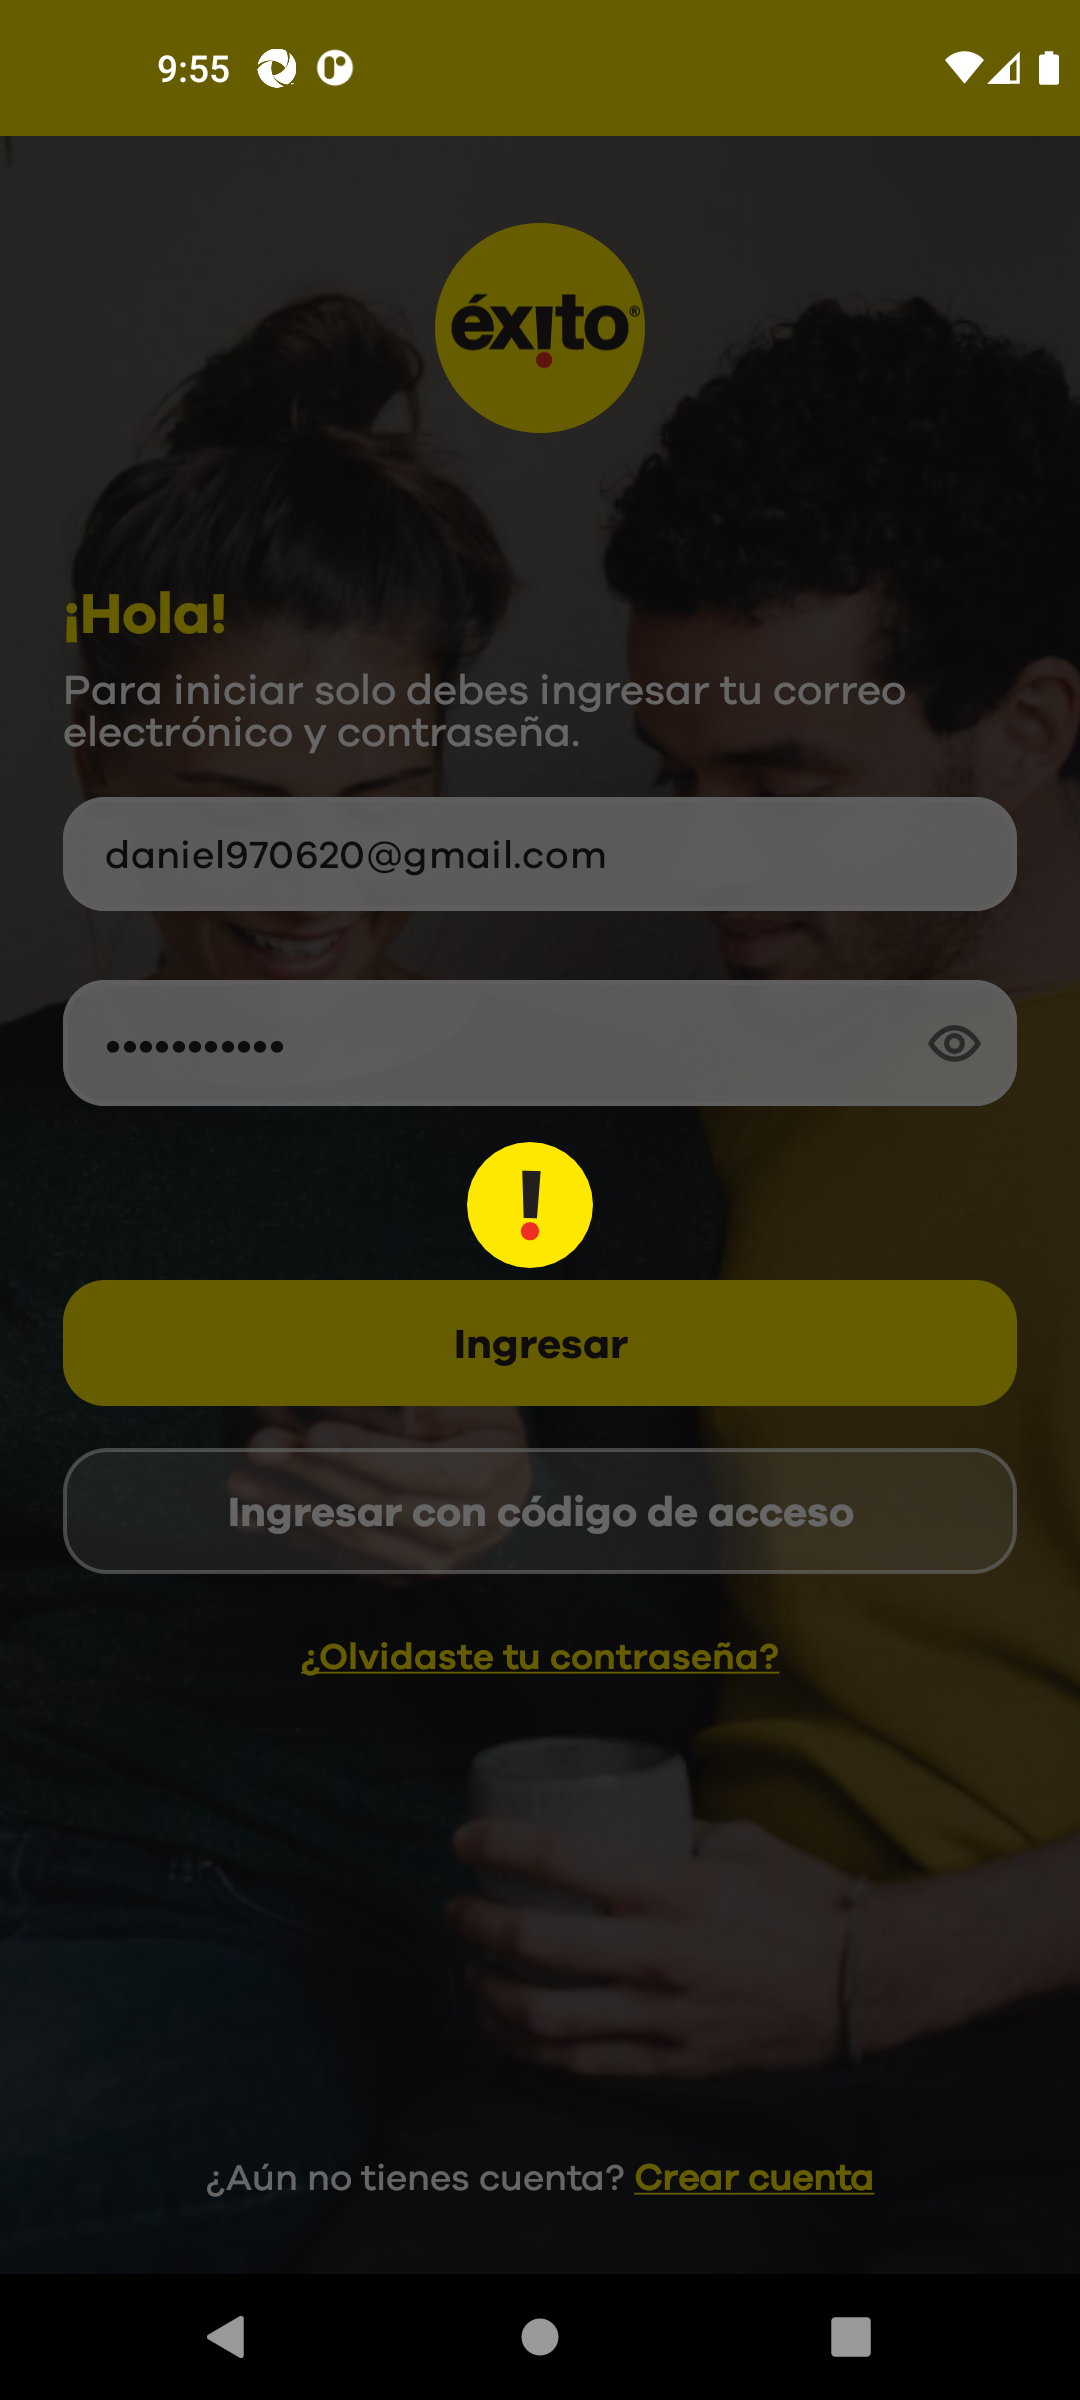 9:55
éxito®
¡Hola!
Para iniciar solo debes ingresar tu correo
electrónico y contraseña.
daniel970620@gmail.com
•••••••••••
!
Ingresar
Ingresar con código de acceso
¿Olvidaste tu contraseña?
¿Aún no tienes cuenta? Crear cuenta